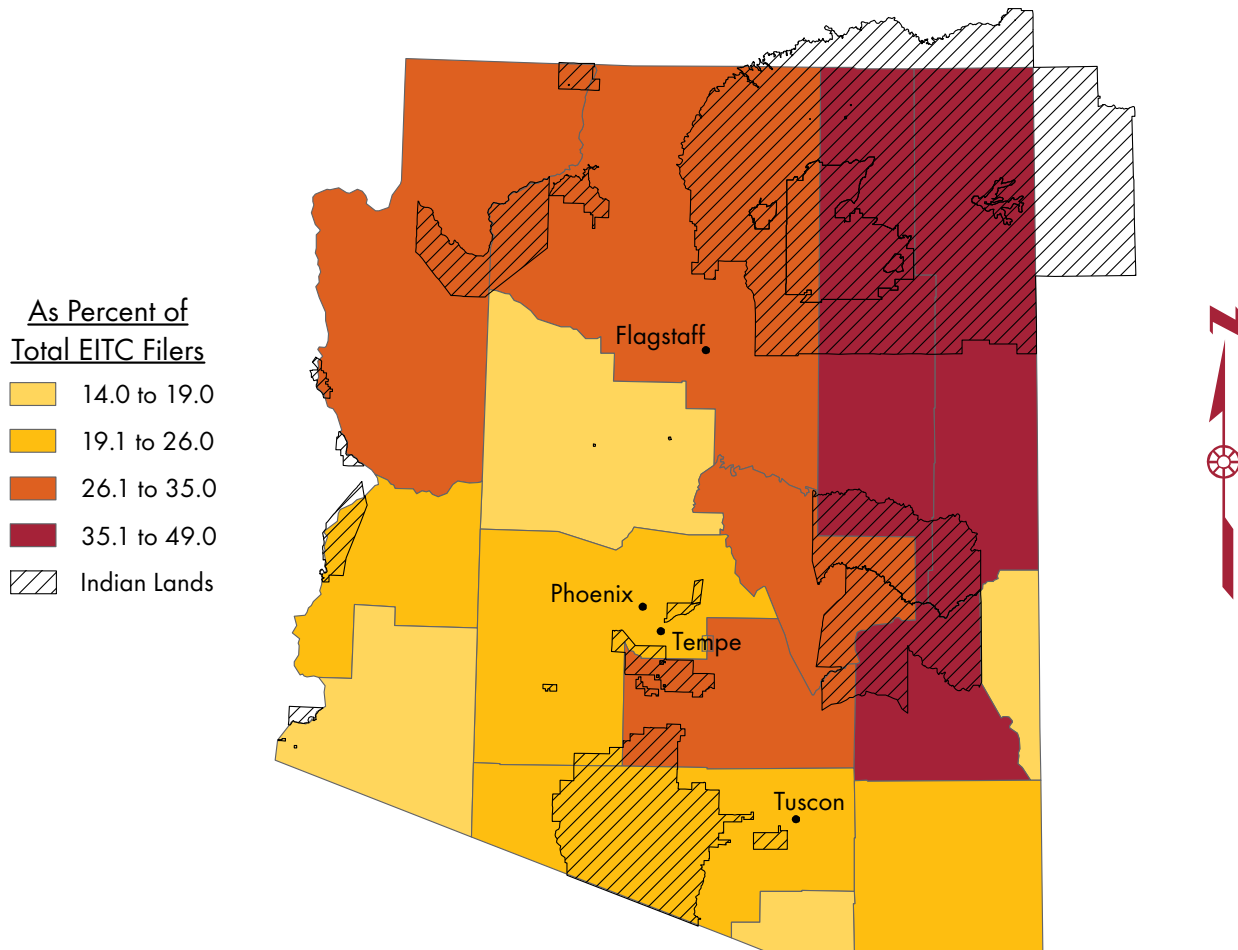 As Percent of
Total EITC Filers
14.0 to 19.0
19.1 to 26.0
26.1 to 35.0
35.1 to 49.0
Indian Lands
Flagstaff
Phoenix
Tempe
Tuscon
N